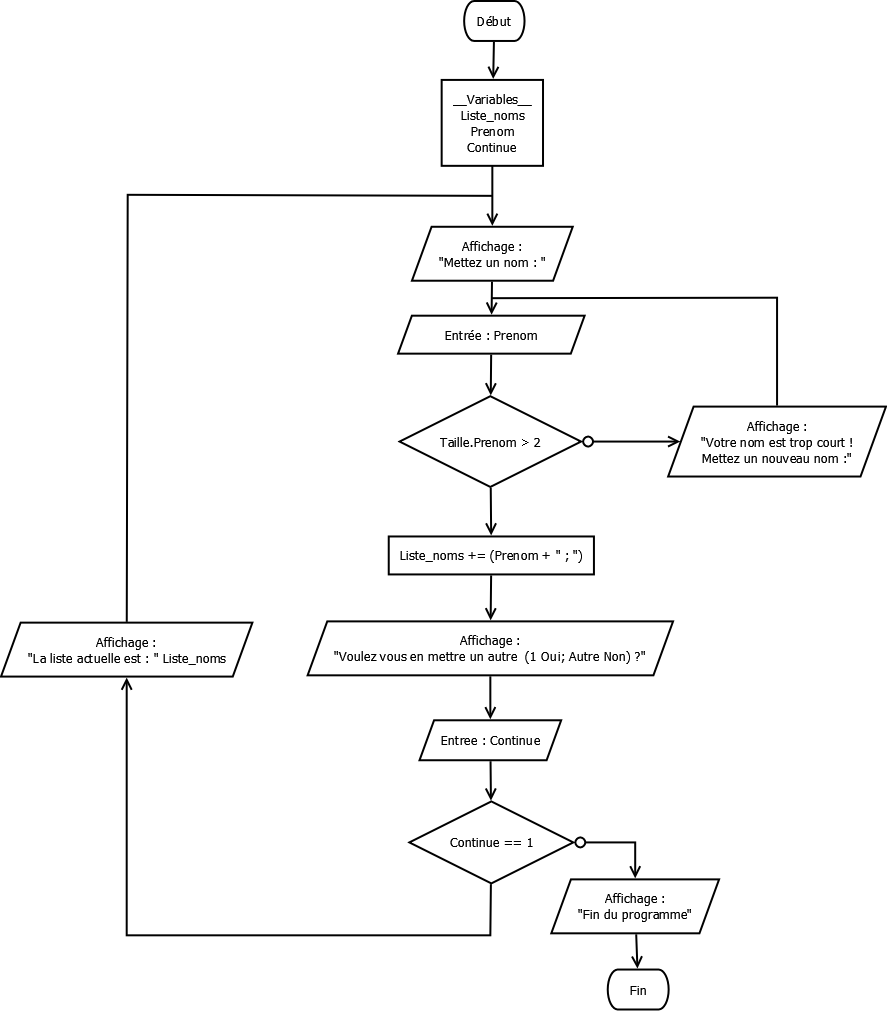 Début
__Variables__
Liste_noms
Prenom
Continue
Affichage :
"Mettez un nom : "
Entrée : Prenom
Taille.Prenom > 2
Affichage :
"Votre nom est trop court !
Mettez un nouveau nom :"
Liste_noms += (Prenom + " ; ")
Affichage :
"Voulez vous en mettre un autre  (1 Oui; Autre Non) ?"
Affichage :
"La liste actuelle est : " Liste_noms
Entree : Continue
Continue == 1
Affichage :
"Fin du programme"
Fin